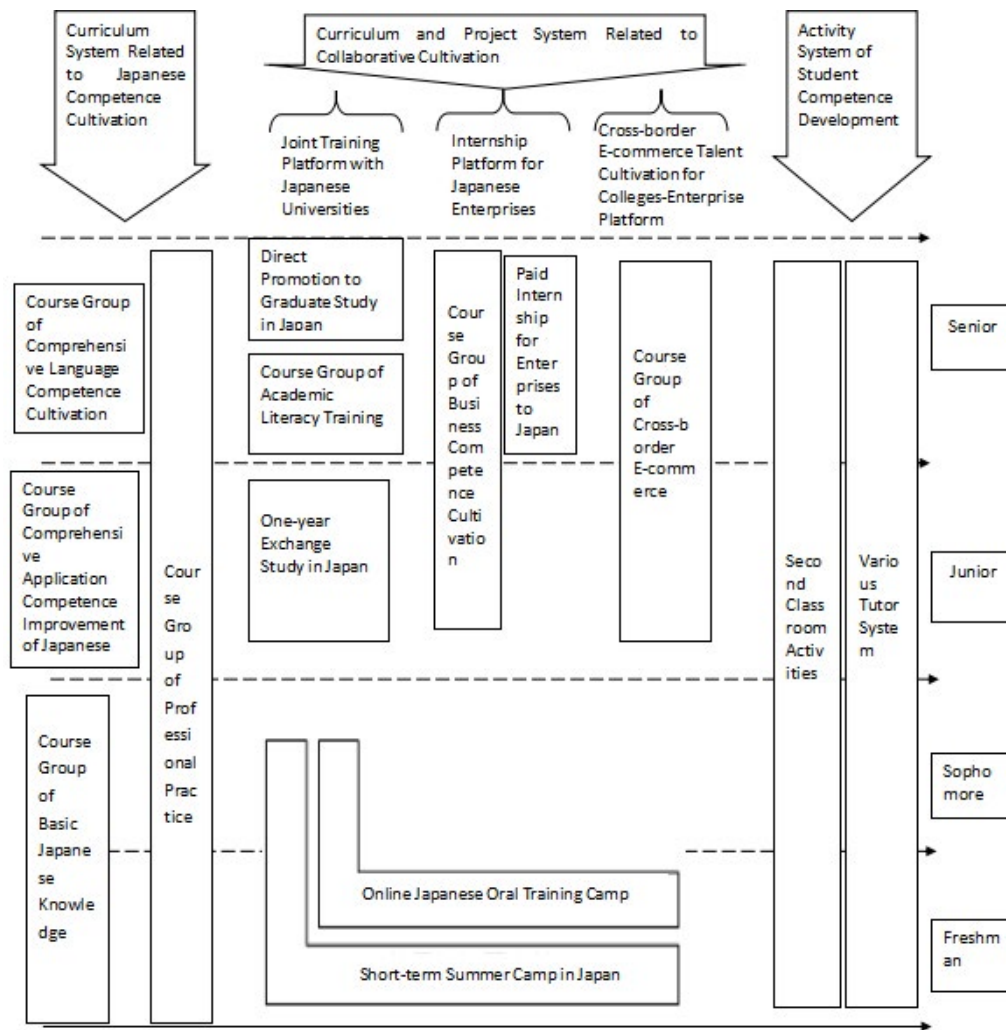 Curriculum
System Related
to Japanese
Competence
Cultivation
Curriculum and Project System Related to
Collaborative Cultivation
Activity
System of
Student
Competence
Development
Joint Training
Platform with
Japanese
Universities
Internship
Platform for
Japanese
Enterprises
Cross-border
E-commerce Talent
Cultivation for
Colleges-Enterprise
Platform
Course Group
of
Comprehensi
ve Language
Competence
Cultivation
Course
Group of
Comprehensi
ve
Application
Competence
Improvement
of Japanese
Course
Group
of
Basic
Japane
se
Knowle
dge
Cour
se
Gro
up
of
Prof
essi
onal
Prac
tice
Direct
Promotion to
Graduate Study
in Japan
Course Group of
Academic
Literacy Training
One-year
Exchange
Study in Japan
Cour
se
Grou
p of
Busi
ness
Com
pete
nce
Culti
vatio
n
Paid
Intern
ship
for
Enter
prises
to
Japan
Course
Group
of
Cross-b
order
E-comm
erce
Online Japanese Oral Training Camp
Short-term Summer Camp in Japan
Seco
nd
Class
room
Activ
ities
Vario
us
Tutor
Syste
m
Senior
Junior
Sopho
more
Freshm
an